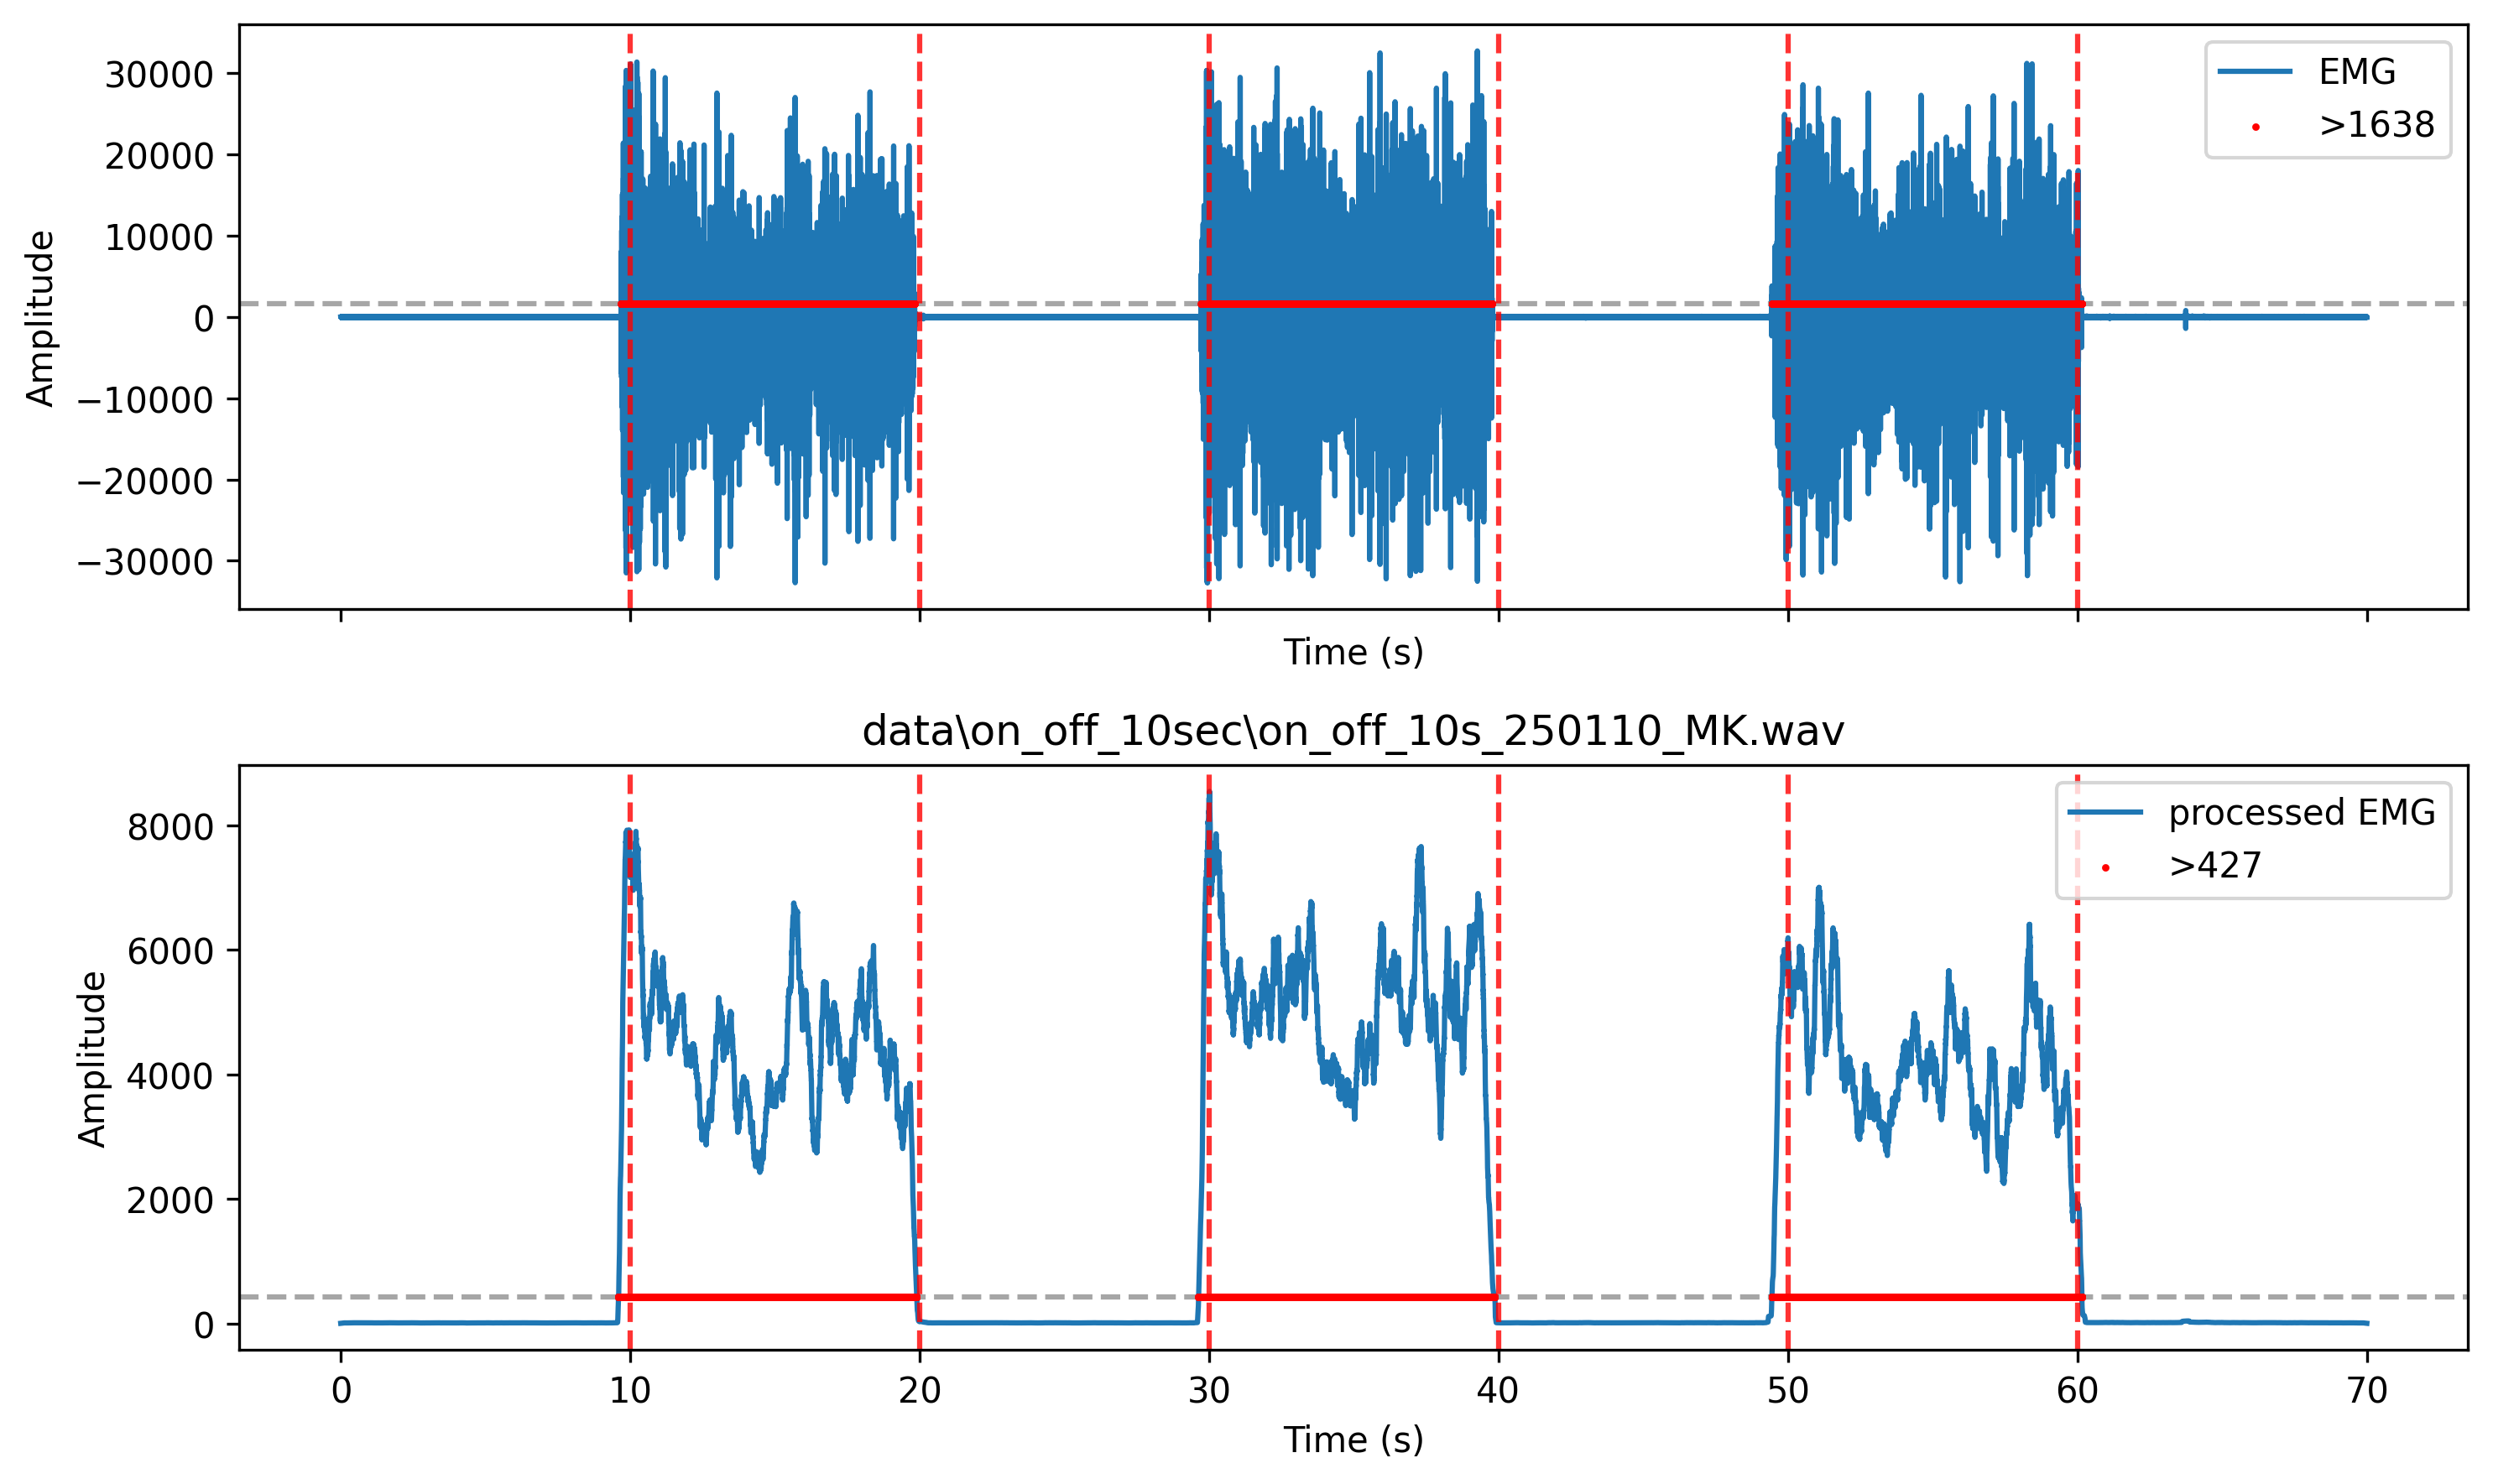 30000
20000
10000
0
−10000
−20000
−30000
Amplitude
EMG
>1638
Time (s)
data\on_off_10sec\on_off_10s_250110_MK.wav
8000
6000
4000
2000
0
Amplitude
processed EMG
>427
0 10 20 30 40 50 60 70
Time (s)